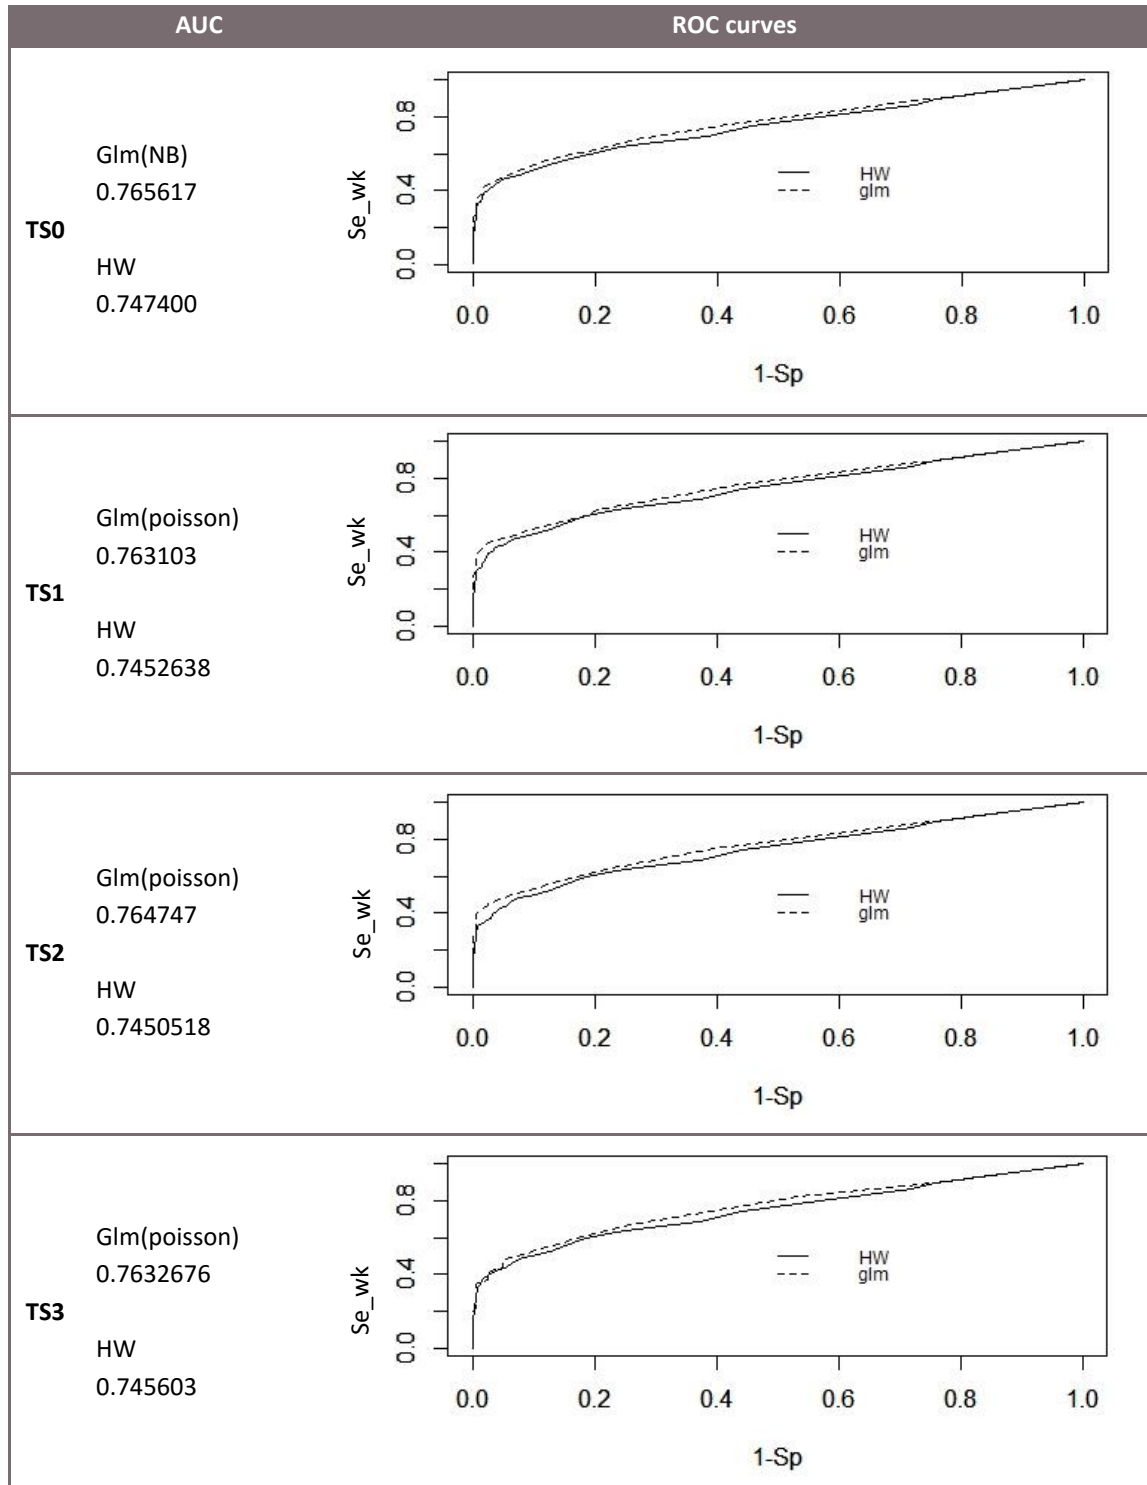 AUC ROC curves
TS0
Glm(NB)
0.765617
HW
0.747400
Se_wk
0.8
0.4
0.0
HW
glm
0.0 0.2 0.4 0.6 0.8 1.0
1-Sp
TS1
Glm(poisson)
0.763103
HW
0.7452638
Se_wk
0.8
0.4
0.0
HW
glm
0.0 0.2 0.4 0.6 0.8 1.0
1-Sp
TS2
Glm(poisson)
0.764747
HW
0.7450518
Se_wk
0.8
0.4
0.0
HW
glm
0.0 0.2 0.4 0.6 0.8 1.0
1-Sp
TS3
Glm(poisson)
0.7632676
HW
0.745603
Se_wk
0.8
0.4
0.0
HW
glm
0.0 0.2 0.4 0.6 0.8 1.0
1-Sp